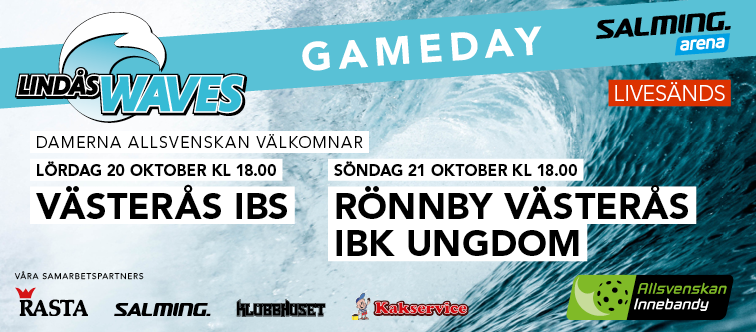 GAMEDAY
SALMING.
arena
LINDÅS WAVES
LIVESÄNDS
DAMERNA ALLSVENSKAN VÄLKOMNAR
LÖRDAG 20 OKTOBER KL 18.00
VÄSTERÅS IBS
SÖNDAG 21 OKTOBER KL 18.00
RÖNNBY VÄSTERÅS
IBK UNGDOM
VÅRA SAMARBETSPARTNERS
RASTA
SALMING.
KLUBBHUSET
Kakservice
Allsvenskan
Innebandy